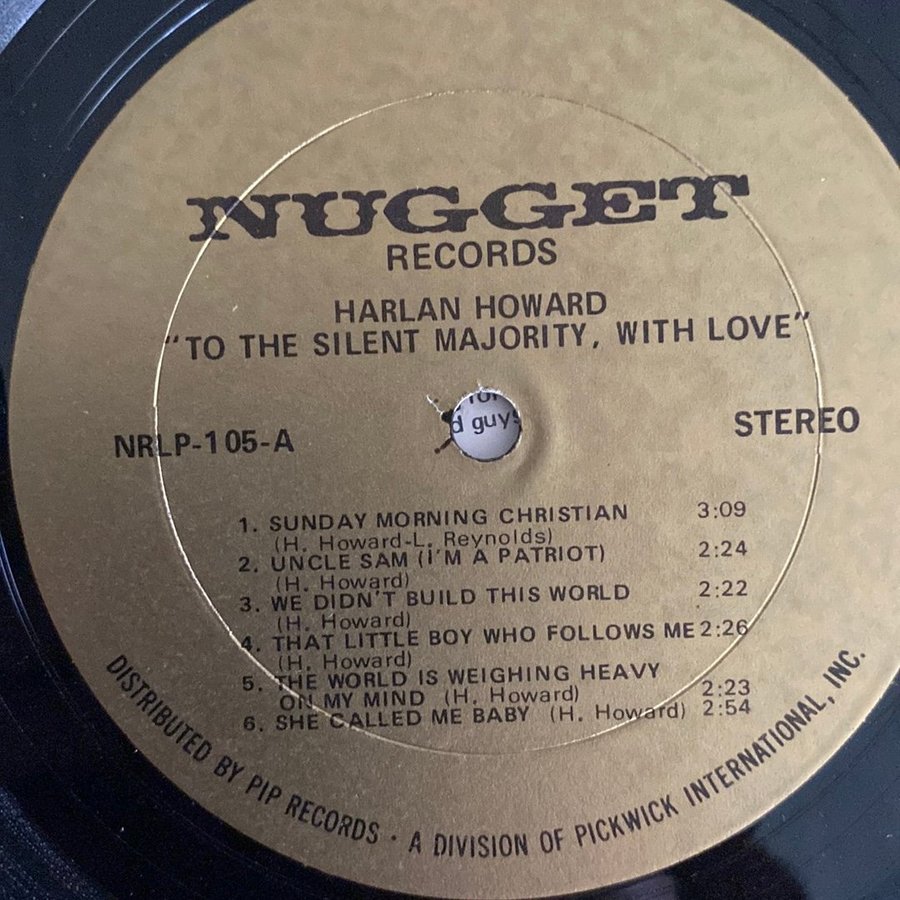 NUGGET
RECORDS
HARLAN HOWARD
"TO THE SILENT MAJORITY, WITH LOVE"
NRLP-105-A
d guys
STEREO
1. SUNDAY MORNING CHRISTIAN 3:09
(H. Howard-L. Reynolds)
2. UNCLE SAM (I'M A PATRIOT) 2:24
(H. Howard)
3. WE DIDN'T BUILD THIS WORLD 2:22
(H. Howard)
4. THAT LITTLE BOY WHO FOLLOWS ME 2:26
(H. Howard)
5. THE WORLD IS WEIGHING HEAVY
ON MY MIND (H. Howard) 2:23
6. SHE CALLED ME BABY (H. Howard) 2:54
DISTRIBUTED BY PIP RECORDS · A DIVISION OF PICKWICK INTERNATIONAL, INC.